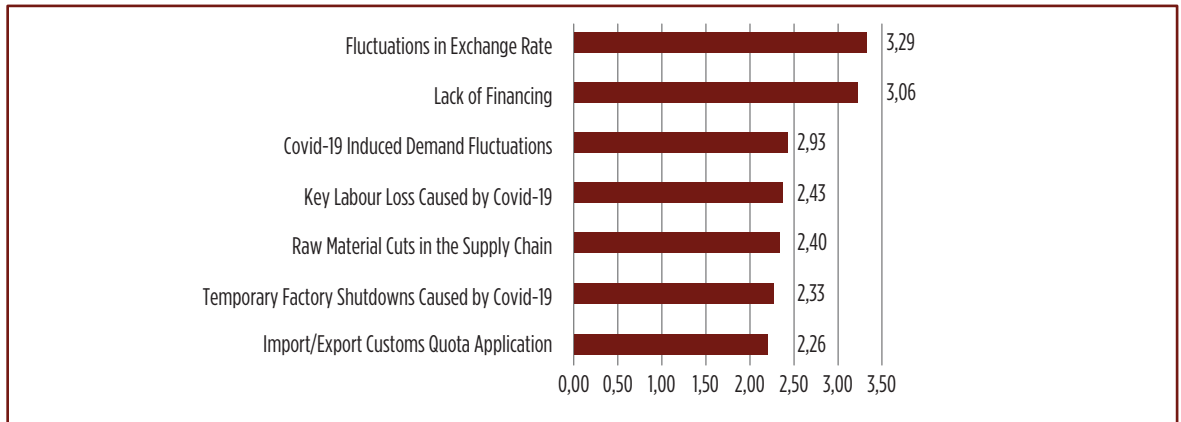 Fluctuations in Exchange Rate 3,29
Lack of Financing 3,06
Covid-19 Induced Demand Fluctuations 2,93
Key Labour Loss Caused by Covid-19 2,43
Raw Material Cuts in the Supply Chain 2,40
Temporary Factory Shutdowns Caused by Covid-19 2,33
Import/Export Customs Quota Application 2,26
0,00 0,50 1,00 1,50 2,00 2,50 3,00 3,50